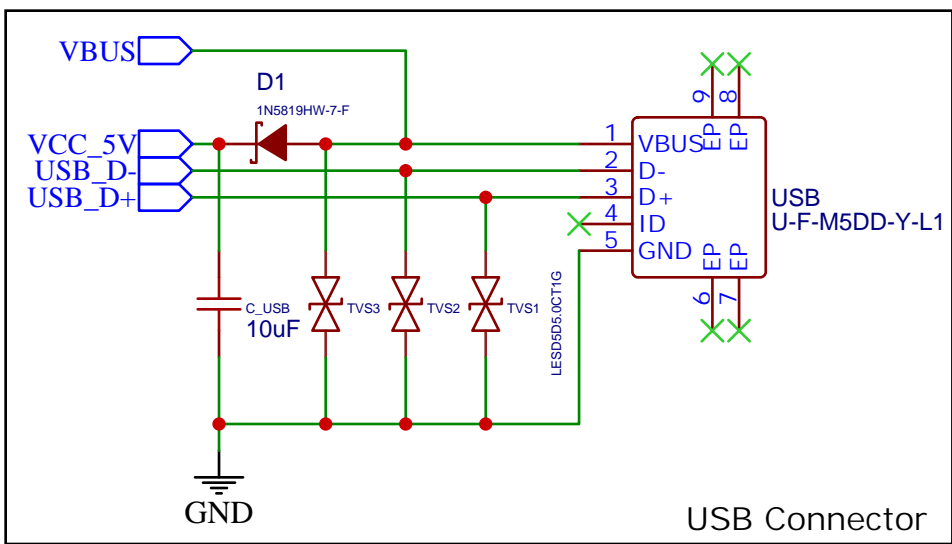 VBUS
D1
1N5819HW-7-F
VCC_5V
USB_D-
USB_D+
1
2
3
4
5
VBUS
D-
D+
ID
GND
9
8
EP
EP
EP
EP
6
7
USB
U-F-M5DD-Y-L1
C_USB
10uF
TVS3
TVS2
TVS1
LESD5D5.0CT1G
GND
USB Connector